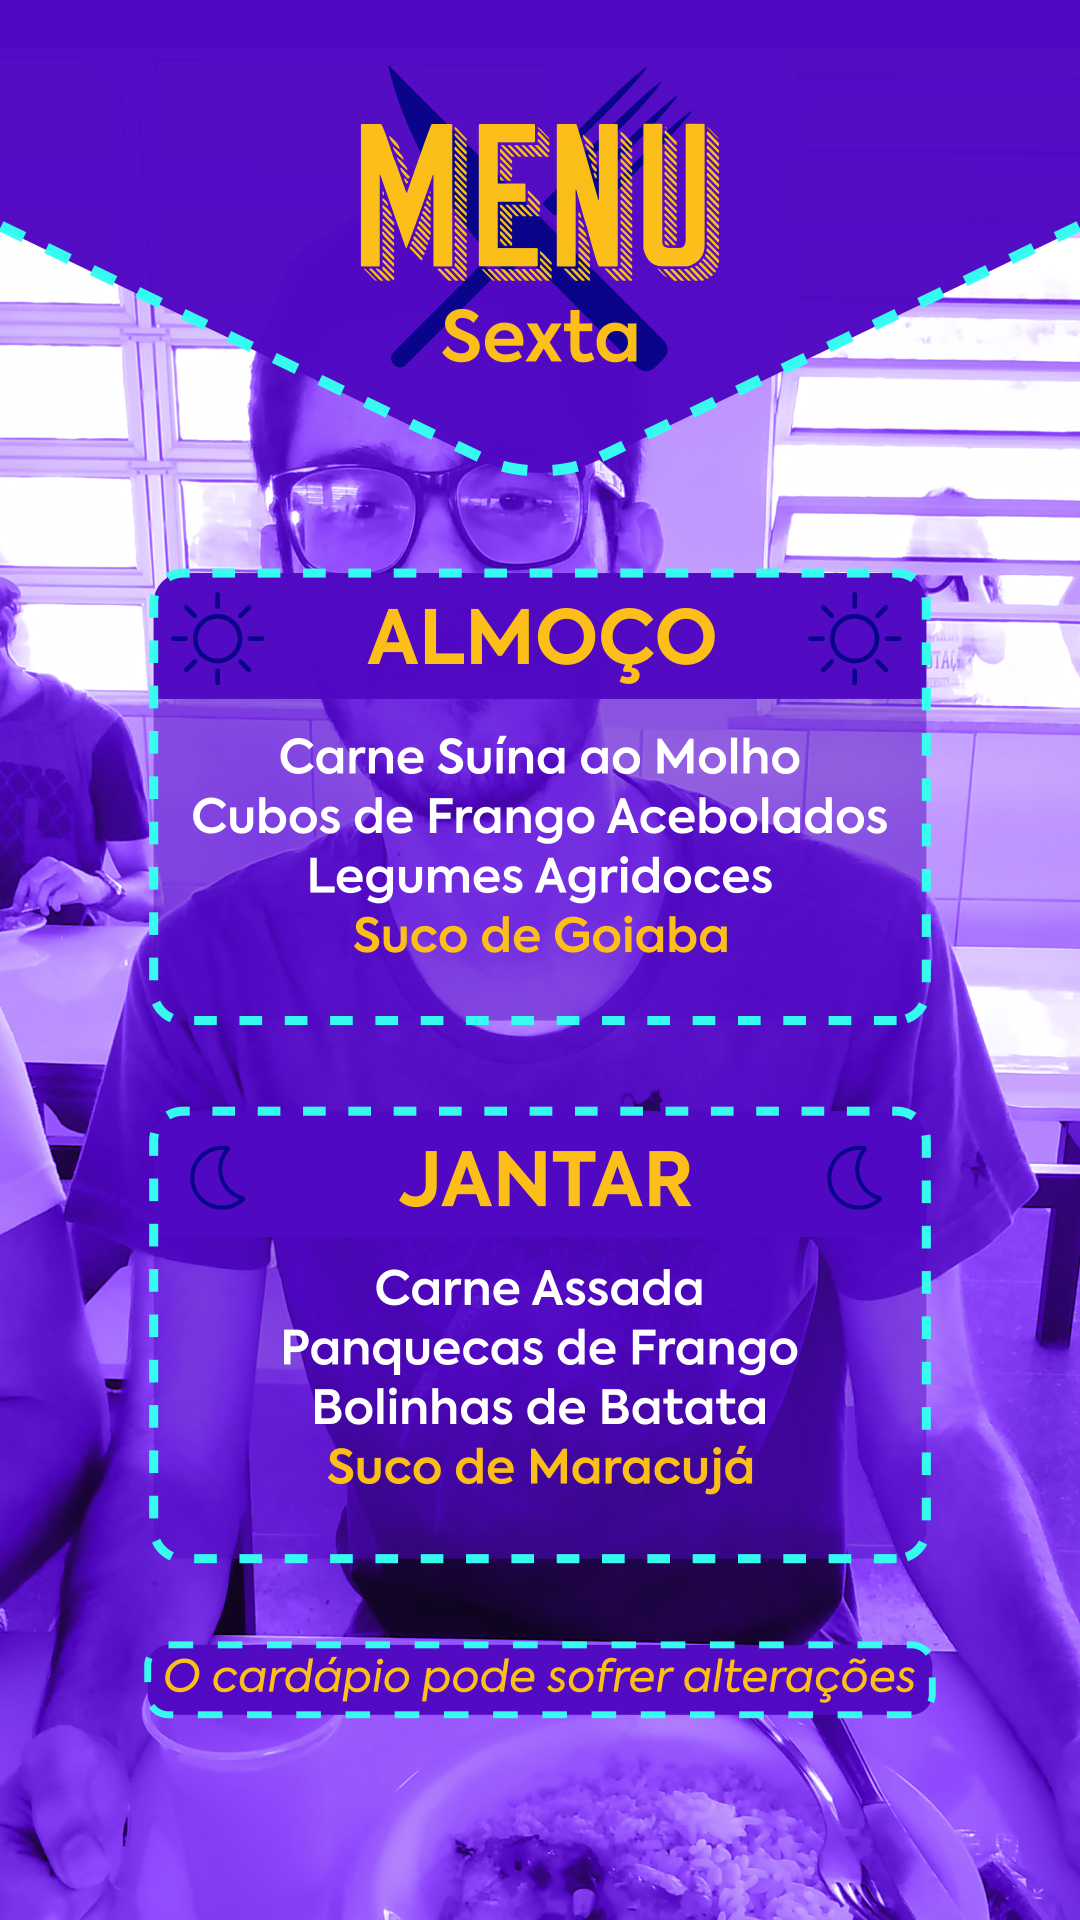 MENU
Sexta
ALMOÇO
Carne Suína ao Molho
Cubos de Frango Acebolados
Legumes Agridoces
Suco de Goiaba
JANTAR
Carne Assada
Panquecas de Frango
Bolinhas de Batata
Suco de Maracujá
O cardápio pode sofrer alterações